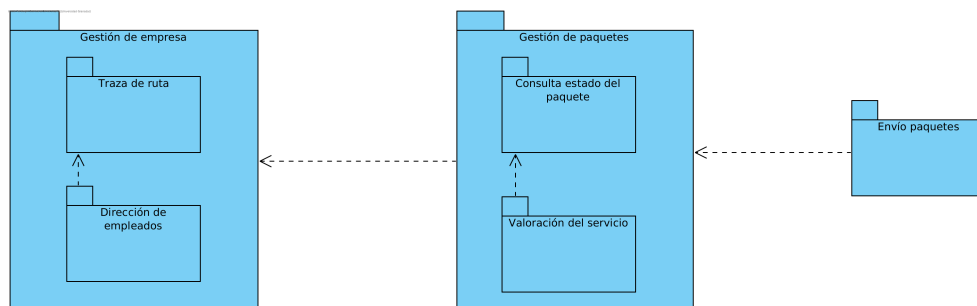 Gestión de empresa
Traza de ruta
Dirección de
empleados
Gestión de paquetes
Consulta estado del
paquete
Valoración del servicio
Envío paquetes